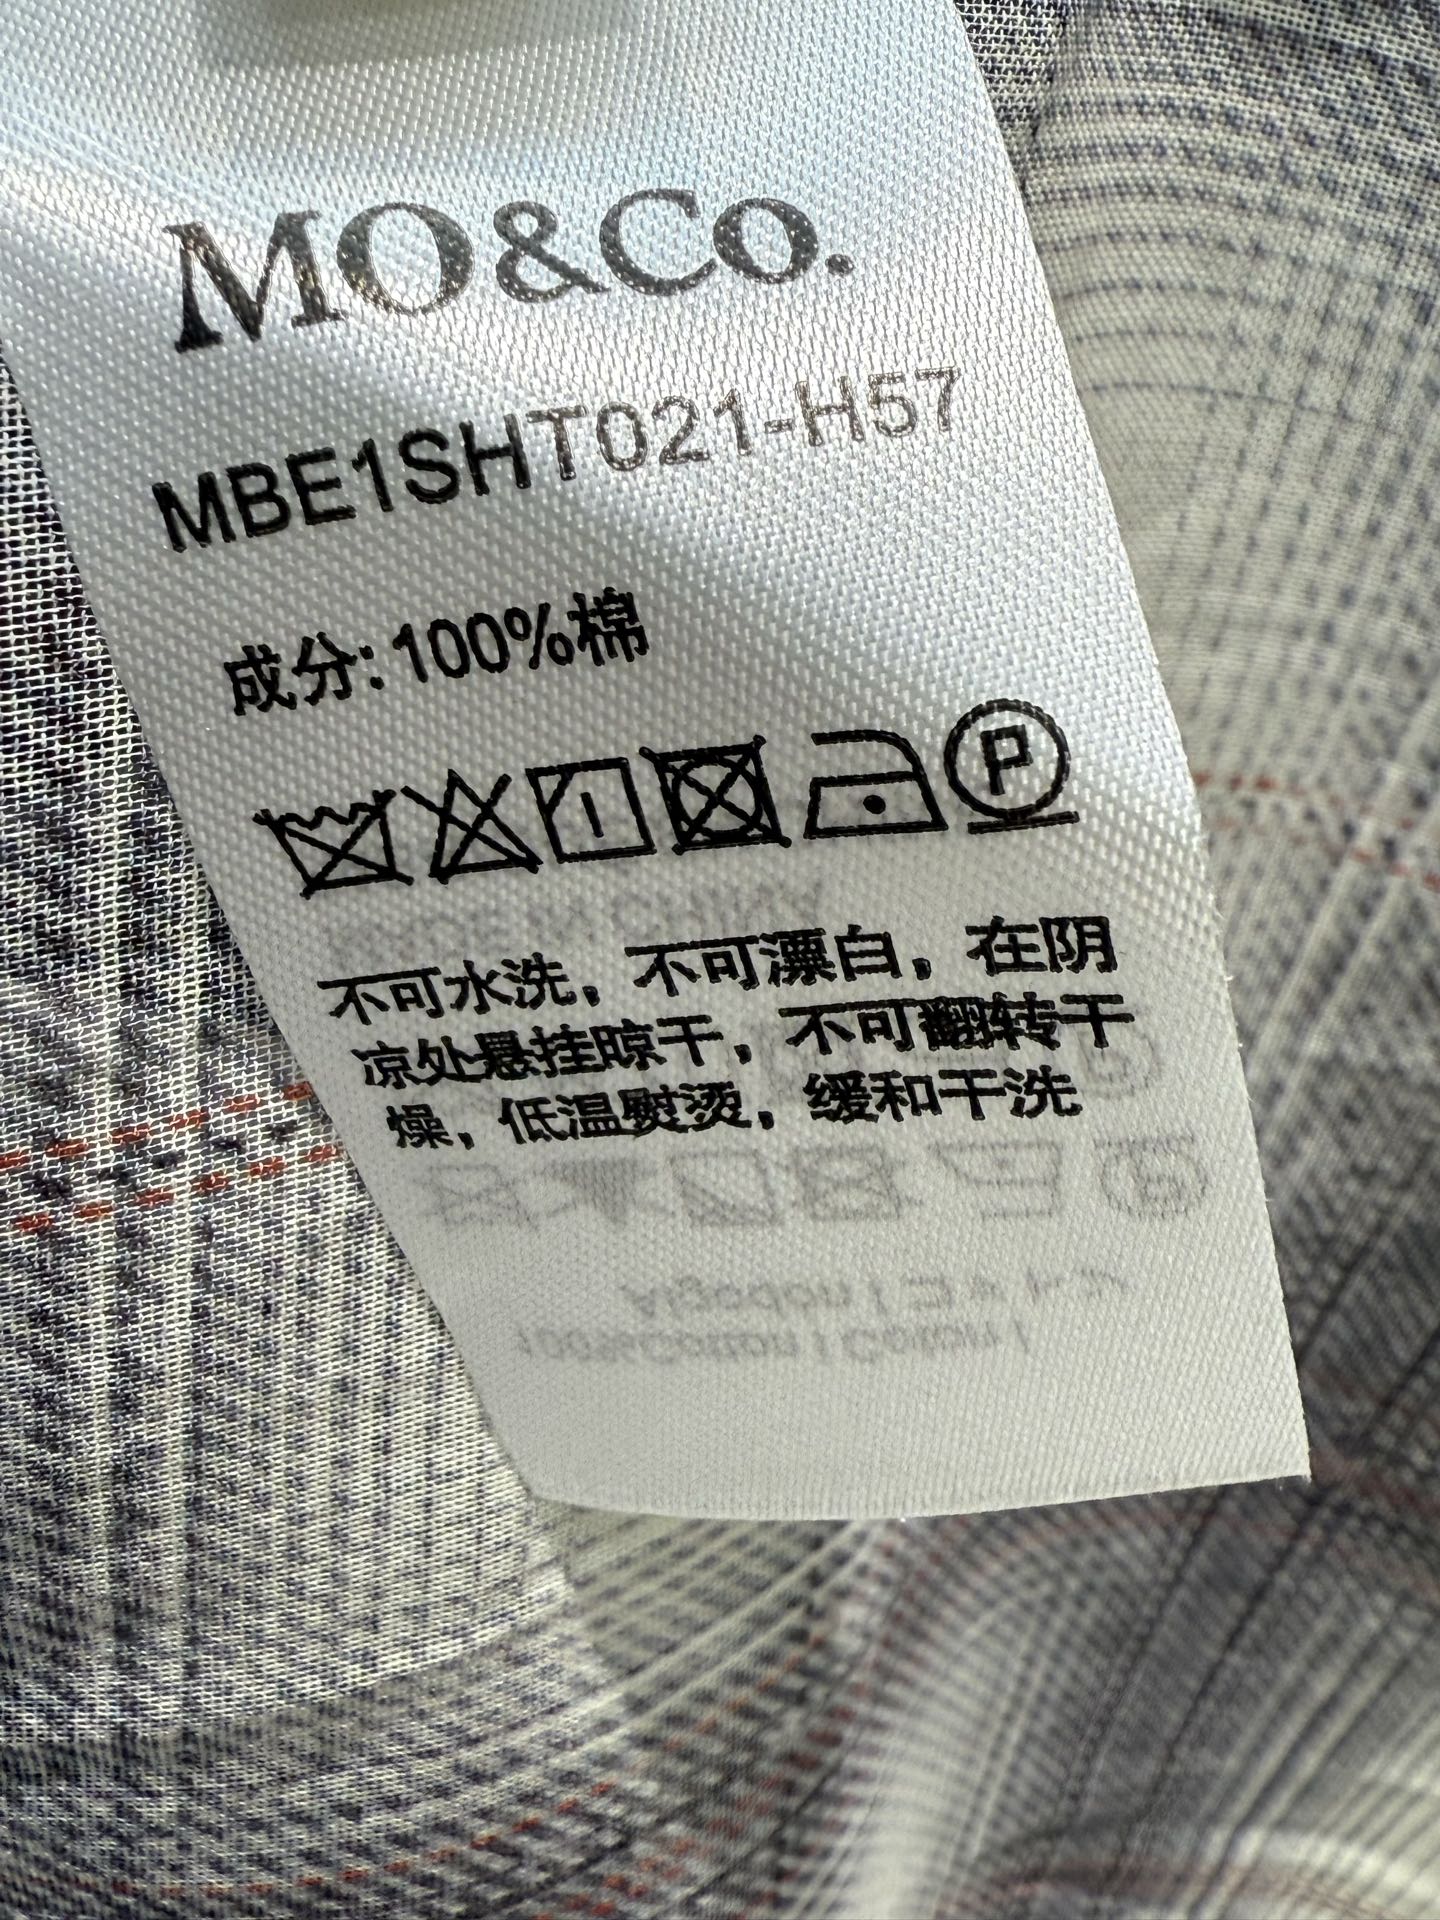 MO&Co.
MBE1SHT021-H57
成分:100%棉
P
不可水洗，不可漂白，在阴
凉处悬挂晾干，不可翻转干
燥，低温熨烫，缓和干洗